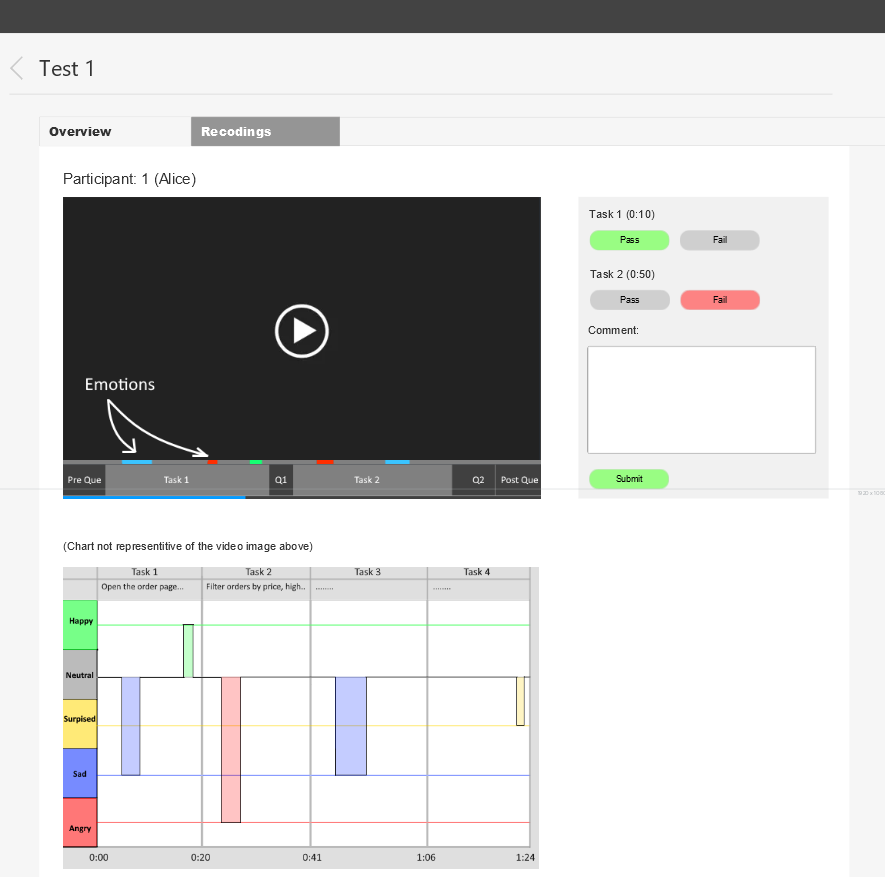 Test 1
Overview
Recodings
Participant: 1 (Alice)
Emotions
Pre Que
Task 1
Q1
Task 2
Q2
Post Que
Task 1 (0:10)
Pass
Fail
Task 2 (0:50)
Pass
Fail
Comment:
Submit
(Chart not representitive of the video image above)
Task 1
Task 2
Task 3
Task 4
Open the order page...
Filter orders by price, high..
........
........
Happy
Neutral
Surpised
Sad
Angry
0:00
0:20
0:41
1:06
1:24